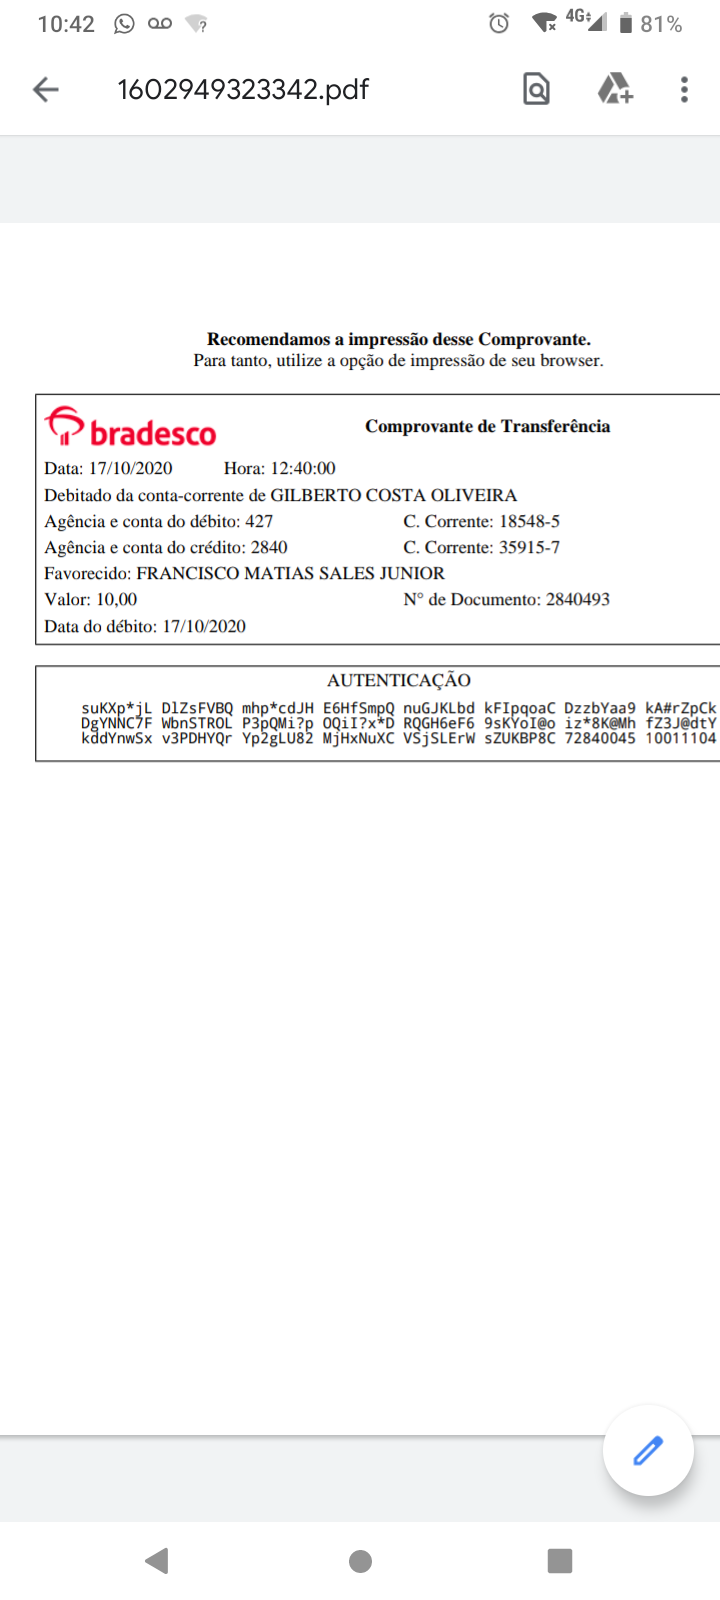 10:42 ? 4G 81%
1602949323342.pdf
Recomendamos a impressão desse Comprovante.
Para tanto, utilize a opção de impressão de seu browser.
bradesco Comprovante de Transferência
Data: 17/10/2020 Hora: 12:40:00
Debitado da conta-corrente de GILBERTO COSTA OLIVEIRA
Agência e conta do débito: 427 C. Corrente: 18548-5
Agência e conta do crédito: 2840 C. Corrente: 35915-7
Favorecido: FRANCISCO MATIAS SALES JUNIOR
Valor: 10,00 N° de Documento: 2840493
Data do débito: 17/10/2020
AUTENTICAÇÃO
suKXp*jL DlZsFVBQ mhp*cdJH E6HfSmpQ nuGJKLbd kFIpqoaC DzzbYaa9 kA#rZpCk
DgYNNC7F WbnSTROL P3pQMi?p OQiI?x*D RQGH6eF6 9sKYoI@o iz*8K@Mh fZ3J@dtY
kddYnwSx v3PDHYQr Yp2gLU82 MjHxNuXC VSjSLErW sZUKBP8C 72840045 10011104